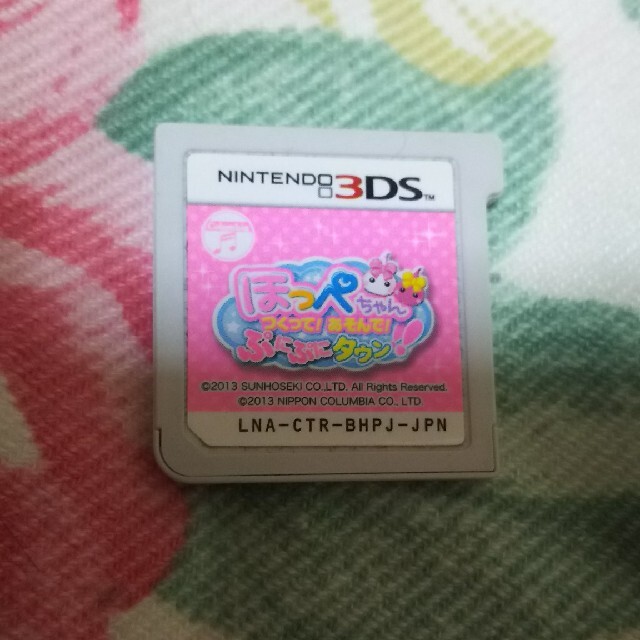 NINTENDO 3DS™
ほっぺちゃん
つくって!あそんで!
ぷにぷにタウン!!
©2013 SUNHOSEKI CO.,LTD. All Rights Reserved.
©2013 NIPPON COLUMBIA CO., LTD.
LNA-CTR-BHPJ-JPN